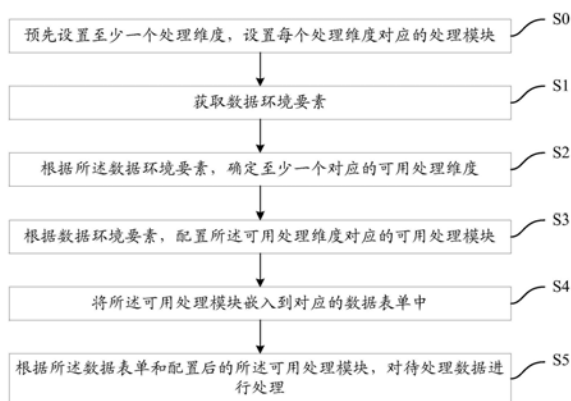 预先设置至少一个处理维度，设置每个处理维度对应的处理模块
S0
获取数据环境要素
S1
根据所述数据环境要素，确定至少一个对应的可用处理维度
S2
根据数据环境要素，配置所述可用处理维度对应的可用处理模块
S3
将所述可用处理模块嵌入到对应的数据表单中
S4
根据所述数据表单和配置后的所述可用处理模块，对待处理数据进
行处理
S5